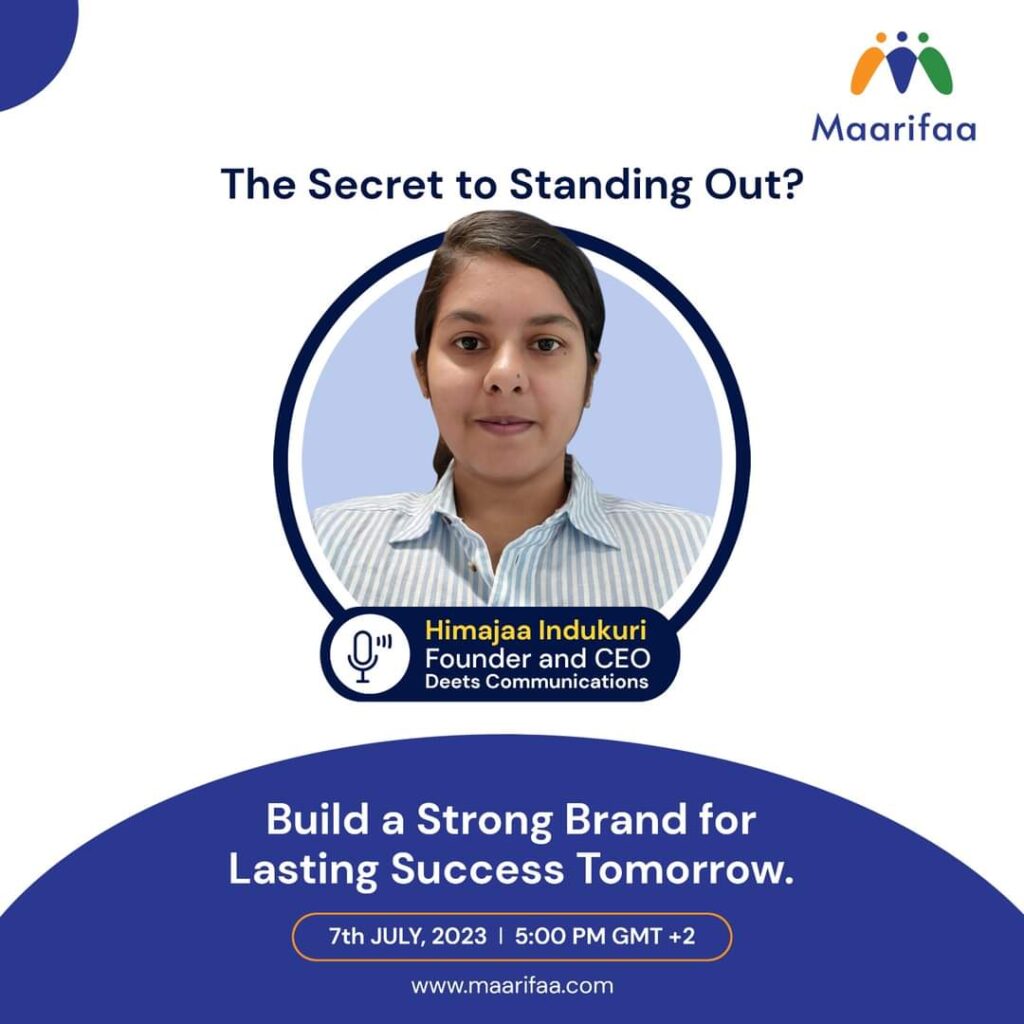 Maarifaa
The Secret to Standing Out?
Himajaa Indukuri
Founder and CEO
Deets Communications
Build a Strong Brand for
Lasting Success Tomorrow.
7th JULY, 2023 | 5:00 PM GMT +2
www.maarifaa.com